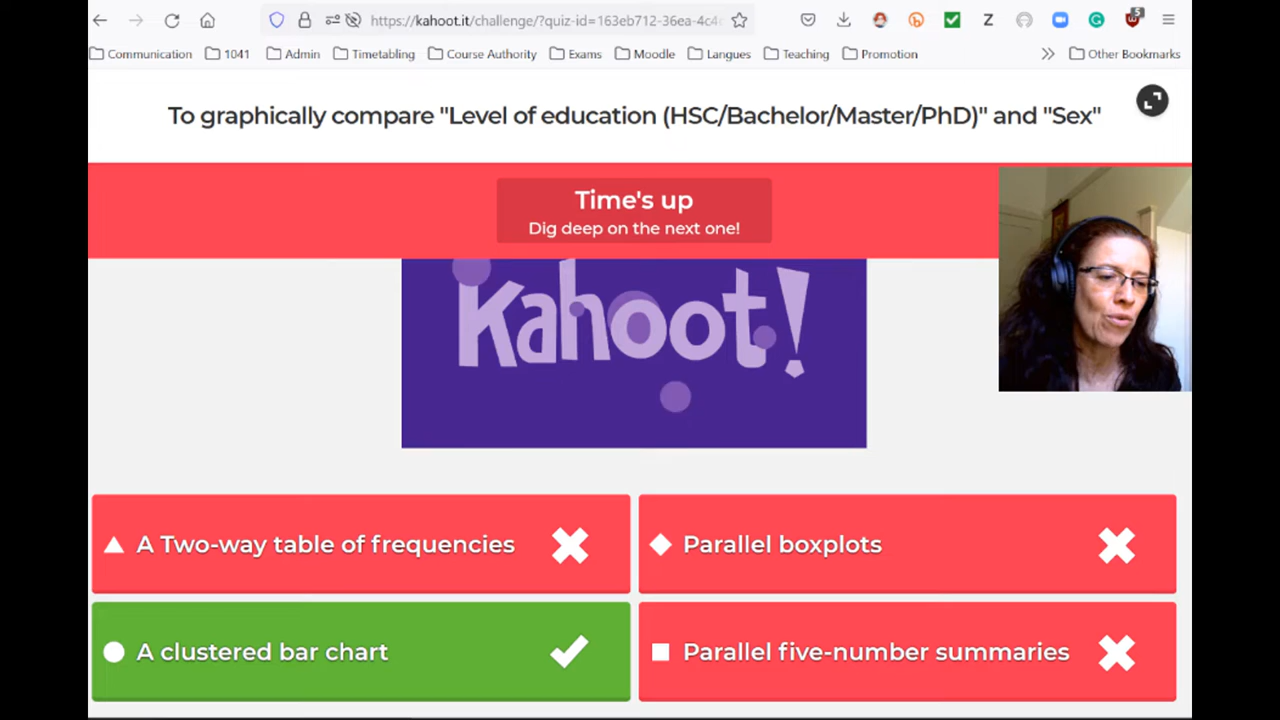 https://kahoot.it/challenge/?quiz-id=163eb712-36ea-4c4
5
Communication 1041 Admin Timetabling Course Authority Exams Moodle Langues Teaching Promotion Other Bookmarks
To graphically compare "Level of education (HSC/Bachelor/Master/PhD)" and "Sex"
Time's up
Dig deep on the next one!
Kahoot!
A Two-way table of frequencies
Parallel boxplots
A clustered bar chart
Parallel five-number summaries